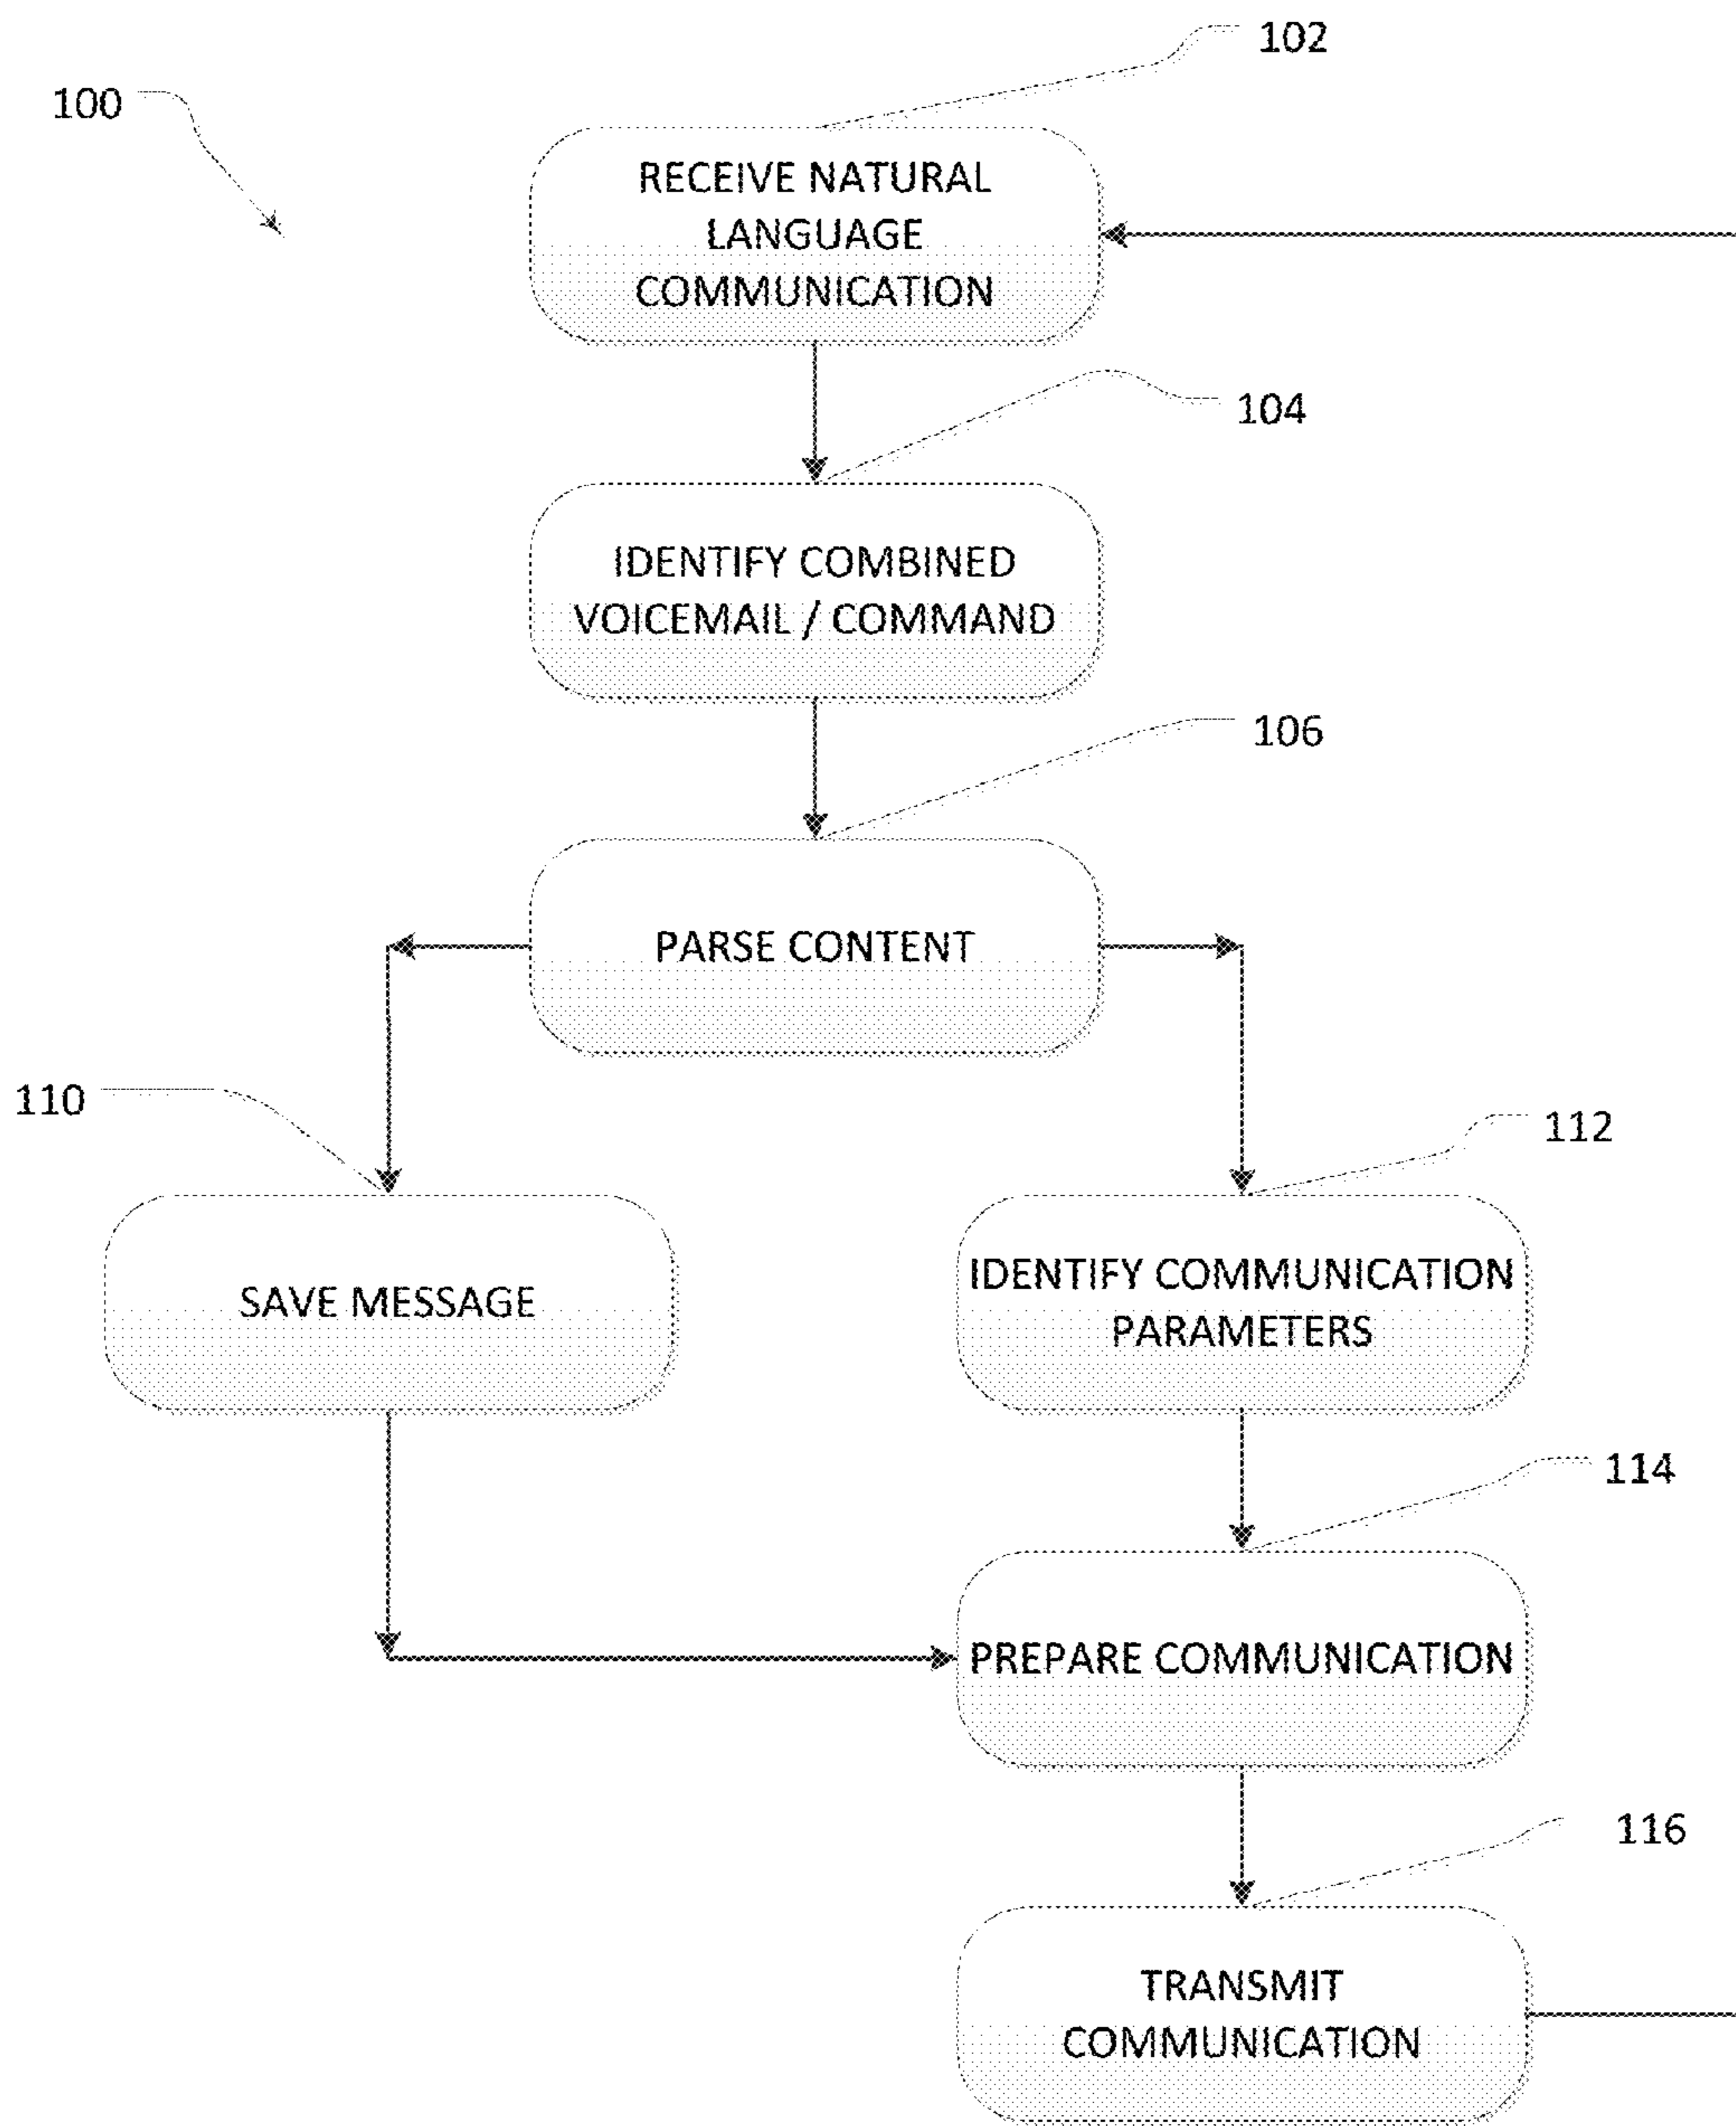 102
100
RECEIVE NATURAL
LANGUAGE
COMMUNICATION
104
IDENTIFY COMBINED
VOICEMAIL / COMMAND
106
PARSE CONTENT
110
112
SAVE MESSAGE
IDENTIFY COMMUNICATION
PARAMETERS
114
PREPARE COMMUNICATION
116
TRANSMIT
COMMUNICATION